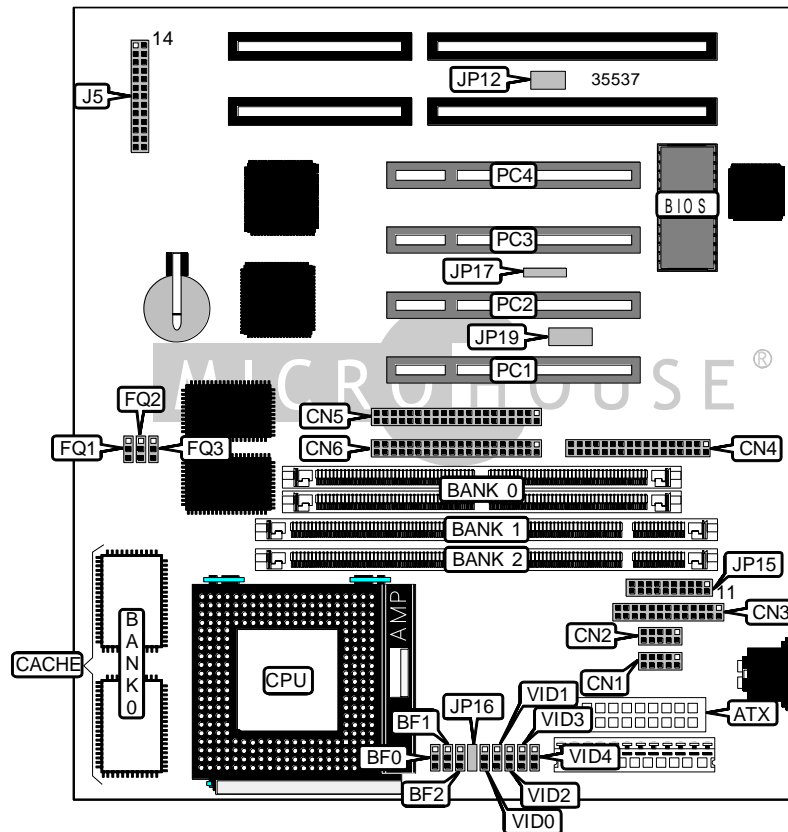 14
J5
JP12
35537
PC4
BIOS
PC3
JP17
PC2
JP19
PC1
MICROHOUSE®
FQ2
CN5
FQ1
FQ3
CN6
CN4
BANK 0
BANK 1
BANK 2
JP15
11
AMP
CN3
BANK0
CN2
CACHE
CPU
CN1
JP16
VID1
ATX
BF1
VID3
BF0
VID4
BF2
VID2
VID0